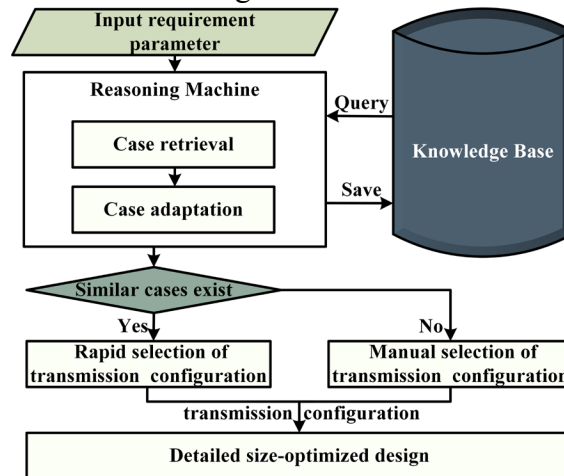 Input requirement
parameter
Reasoning Machine
Case retrieval
Case adaptation
Query
Save
Knowledge Base
Similar cases exist
Yes
No
Rapid selection of
transmission configuration
Manual selection of
transmission configuration
transmission configuration
Detailed size-optimized design